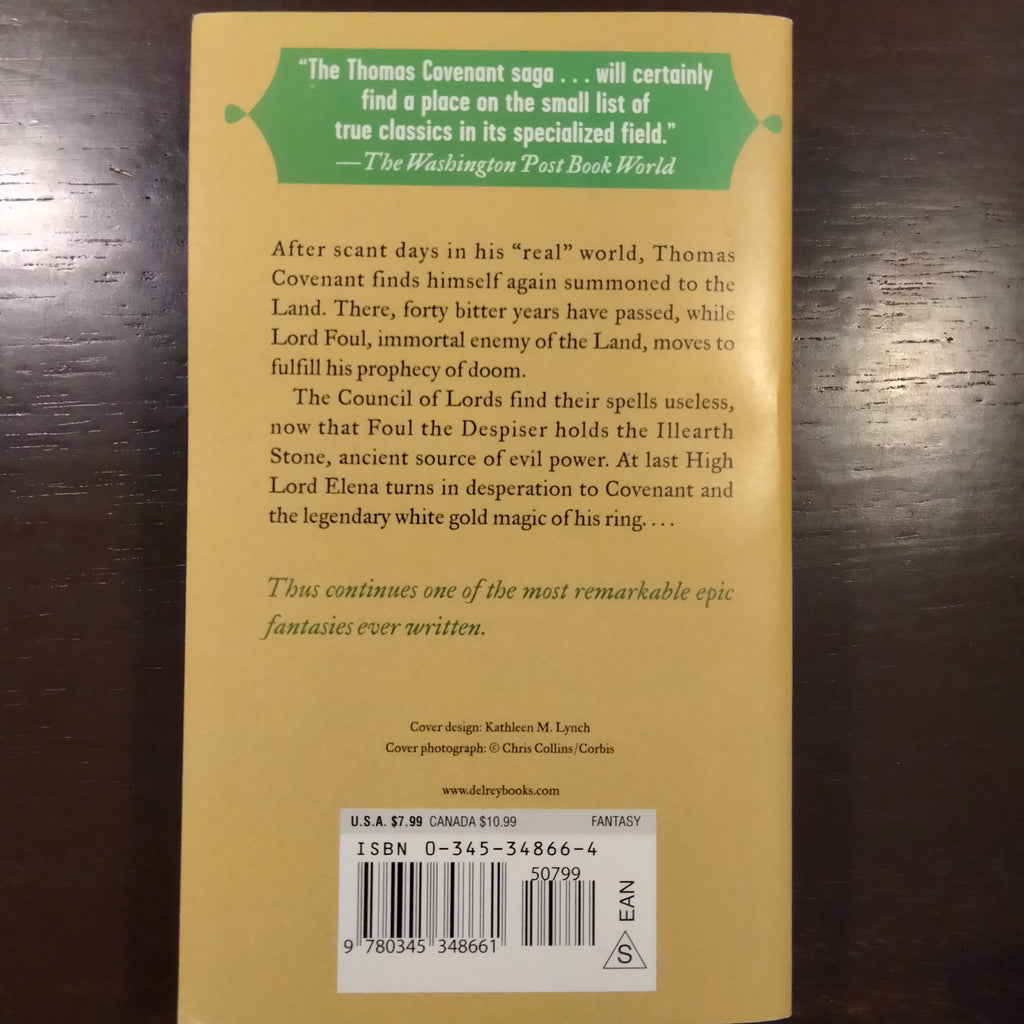 “The Thomas Covenant saga . . . will certainly
find a place on the small list of
true classics in its specialized field.”
—The Washington Post Book World
After scant days in his “real” world, Thomas
Covenant finds himself again summoned to the
Land. There, forty bitter years have passed, while
Lord Foul, immortal enemy of the Land, moves to
fulfill his prophecy of doom.
The Council of Lords find their spells useless,
now that Foul the Despiser holds the Illearth
Stone, ancient source of evil power. At last High
Lord Elena turns in desperation to Covenant and
the legendary white gold magic of his ring. . . .
Thus continues one of the most remarkable epic
fantasies ever written.
Cover design: Kathleen M. Lynch
Cover photograph: © Chris Collins/Corbis
www.delreybooks.com
U.S.A. $7.99 CANADA $10.99 FANTASY
ISBN 0-345-34866-4
50799
9 780345 348661
EAN
S